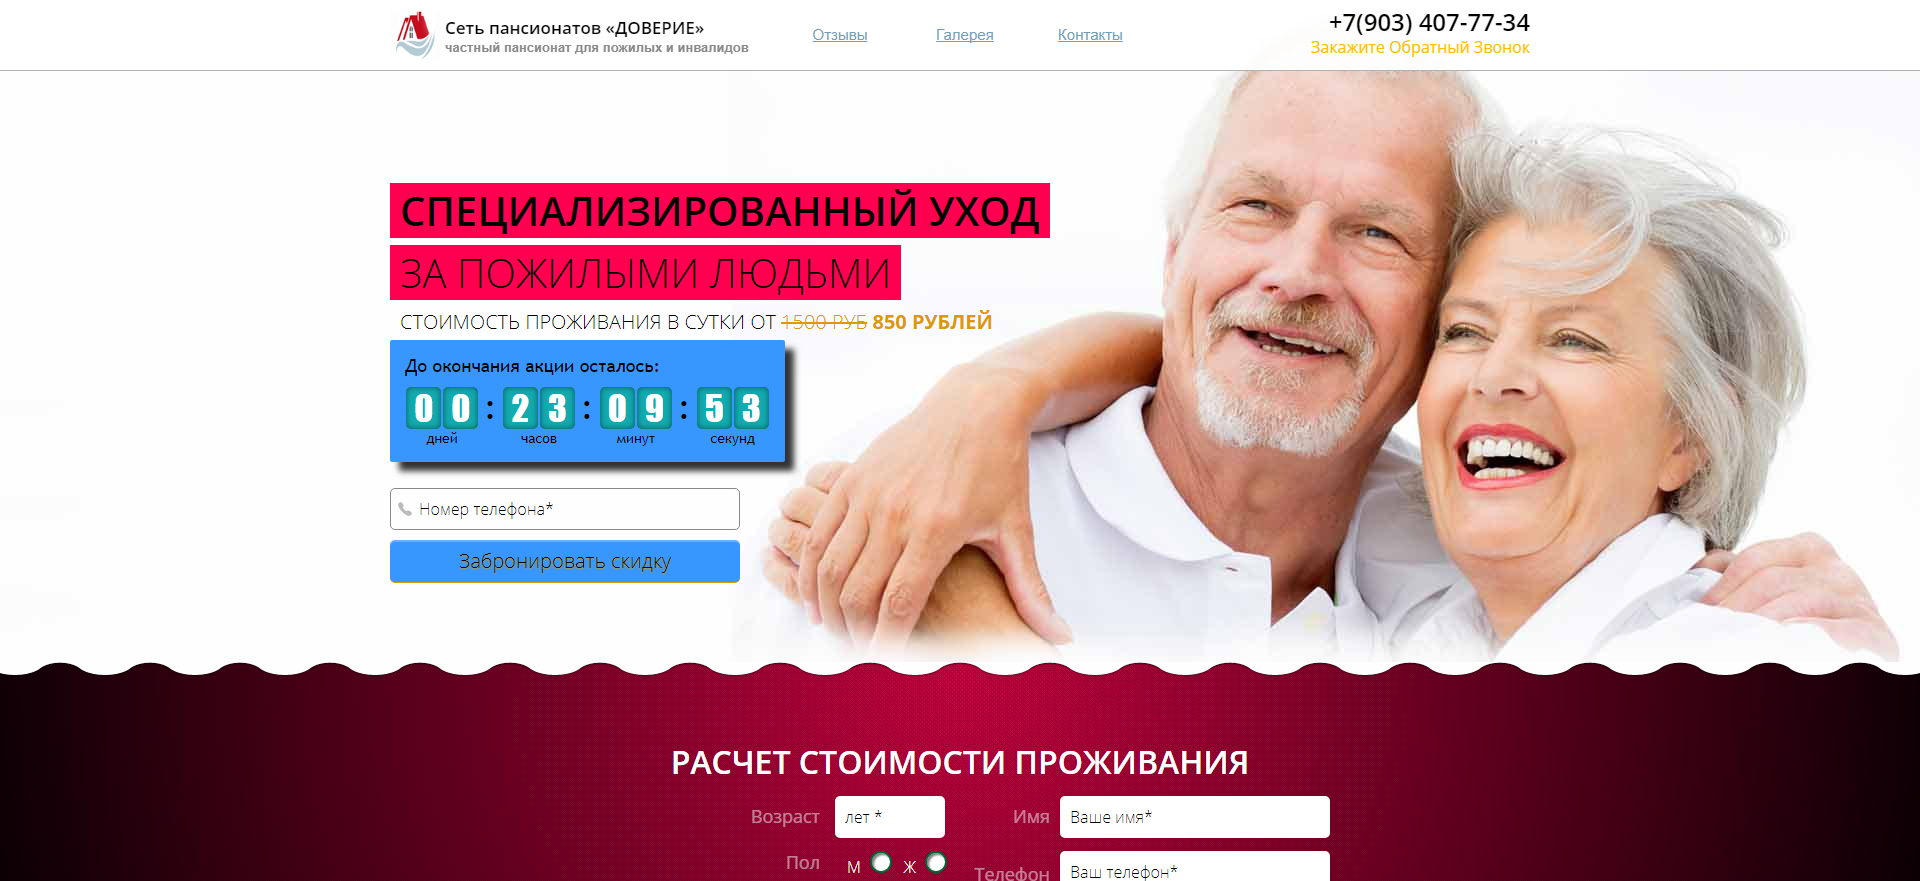 Сеть пансионатов «ДОВЕРИЕ»
частный пансионат для пожилых и инвалидов
Отзывы
Галерея
Контакты
+7(903) 407-77-34
Закажите Обратный Звонок
СПЕЦИАЛИЗИРОВАННЫЙ УХОД
ЗА ПОЖИЛЫМИ ЛЮДЬМИ
СТОИМОСТЬ ПРОЖИВАНИЯ В СУТКИ ОТ 1500 РУБ 850 РУБЛЕЙ
До окончания акции осталось:
00 : 23 : 09 : 53
дней часов минут секунд
Номер телефона*
Забронировать скидку
РАСЧЕТ СТОИМОСТИ ПРОЖИВАНИЯ
Возраст лет * Имя Ваше имя*
Пол М Ж Телефон Ваш телефон*